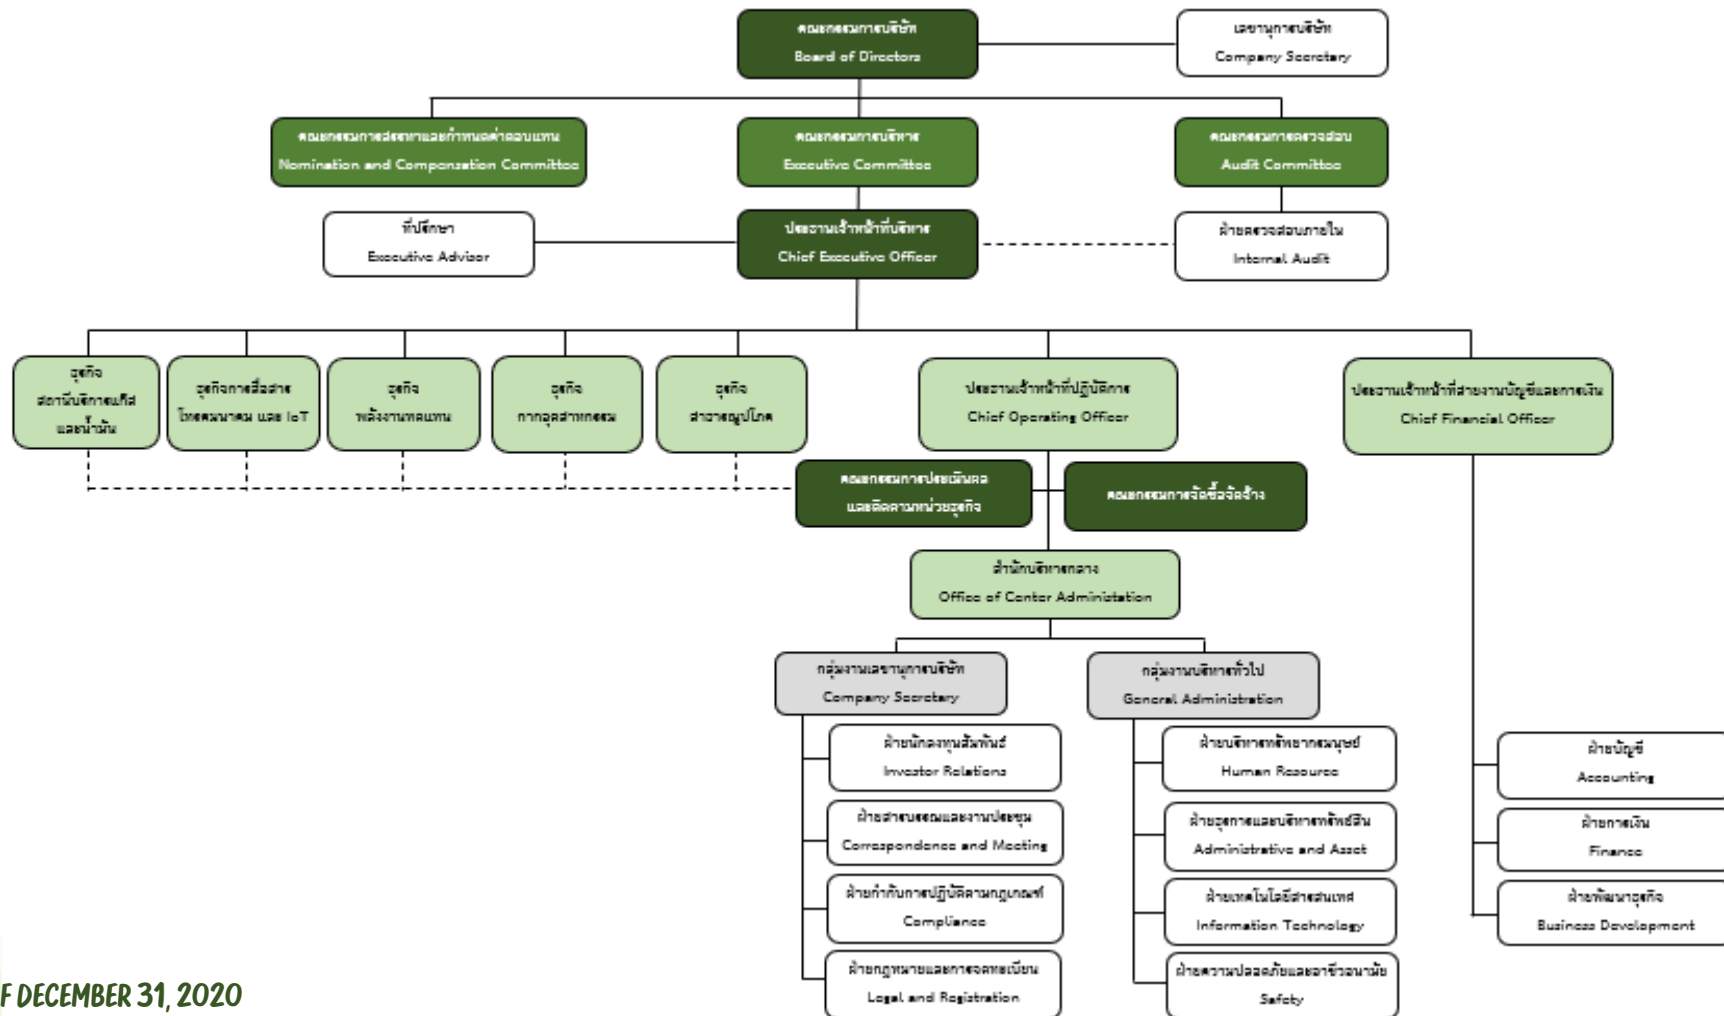 คณะกรรมการบริษัท
Board of Directors
เลขานุการบริษัท
Company Secretary
คณะกรรมการสรรหาและกำหนดค่าตอบแทน
Nomination and Compensation Committee
คณะกรรมการบริหาร
Executive Committee
คณะกรรมการตรวจสอบ
Audit Committee
ที่ปรึกษา
Executive Advisor
ประธานเจ้าหน้าที่บริหาร
Chief Executive Officer
ฝ่ายตรวจสอบภายใน
Internal Audit
ธุรกิจ
สถานีบริการแก๊ส
และน้ำมัน
ธุรกิจการสื่อสาร
โทรคมนาคม และ IoT
ธุรกิจ
พลังงานทดแทน
ธุรกิจ
กากอุตสาหกรรม
ธุรกิจ
สาธารณูปโภค
ประธานเจ้าหน้าที่ปฏิบัติการ
Chief Operating Officer
ประธานเจ้าหน้าที่สายงานบัญชีและการเงิน
Chief Financial Officer
คณะกรรมการประเมินผล
และติดตามหน่วยธุรกิจ
คณะกรรมการจัดซื้อจัดจ้าง
สำนักบริหารกลาง
Office of Center Administation
กลุ่มงานเลขานุการบริษัท
Company Secretary
กลุ่มงานบริหารทั่วไป
General Administration
ฝ่ายนักลงทุนสัมพันธ์
Investor Relations
ฝ่ายสารบรรณและงานประชุม
Correspondence and Meeting
ฝ่ายกำกับการปฏิบัติตามกฎเกณฑ์
Compliance
ฝ่ายกฎหมายและการจดทะเบียน
Legal and Registration
ฝ่ายบริหารทรัพยากรมนุษย์
Human Resource
ฝ่ายธุรการและบริหารทรัพย์สิน
Administrative and Asset
ฝ่ายเทคโนโลยีสารสนเทศ
Information Technology
ฝ่ายความปลอดภัยและอาชีวอนามัย
Safety
ฝ่ายบัญชี
Accounting
ฝ่ายการเงิน
Finance
ฝ่ายพัฒนาธุรกิจ
Business Development
F DECEMBER 31, 2020